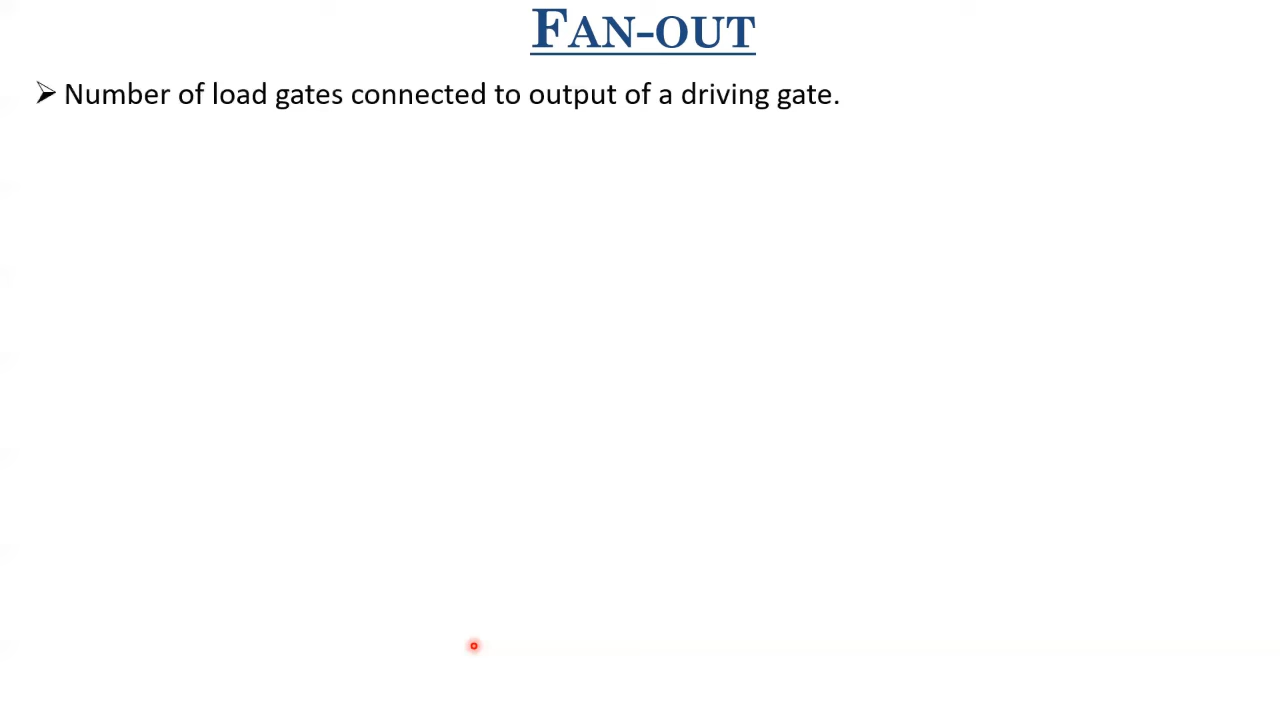 FAN-OUT
➢ Number of load gates connected to output of a driving gate.